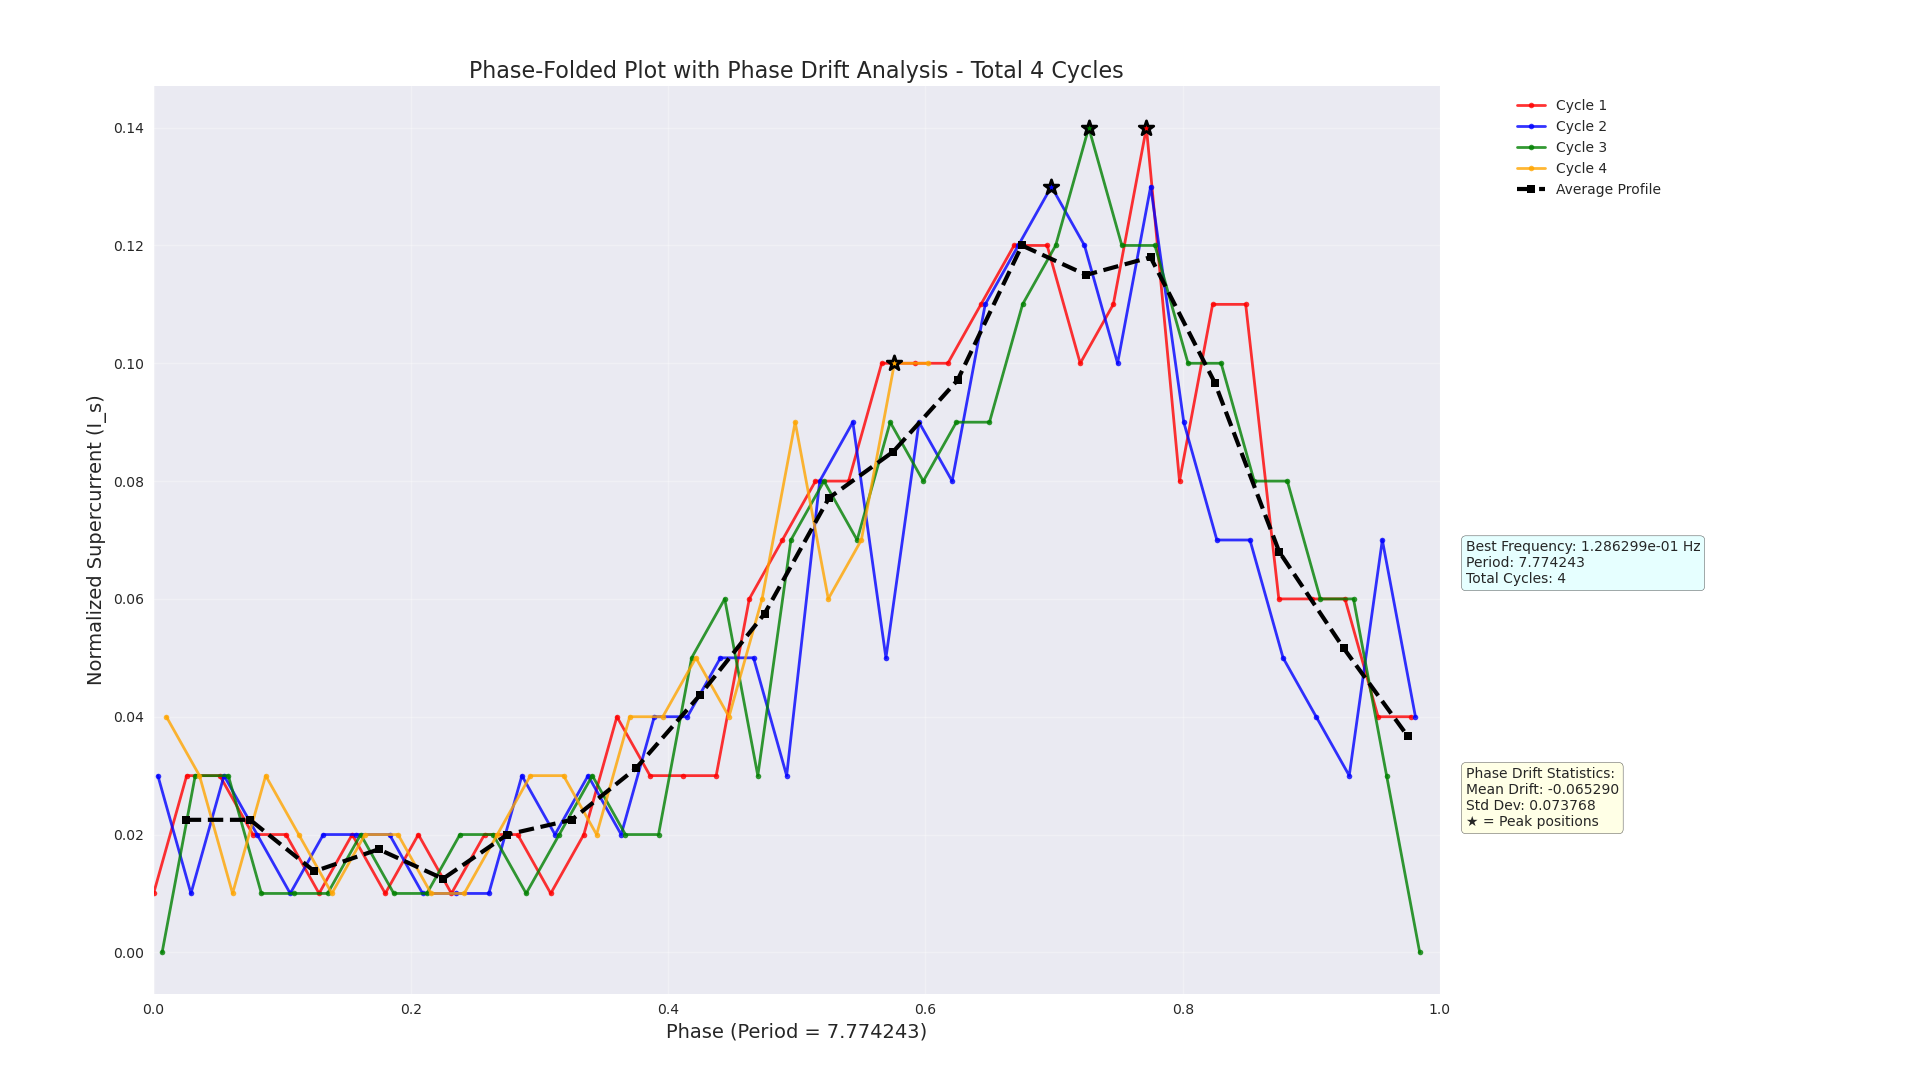 Phase-Folded Plot with Phase Drift Analysis - Total 4 Cycles
Normalized Supercurrent (I_s)
0.14
0.12
0.10
0.08
0.06
0.04
0.02
0.00
0.0
0.2
0.4
0.6
0.8
1.0
Phase (Period = 7.774243)
Cycle 1
Cycle 2
Cycle 3
Cycle 4
Average Profile
Best Frequency: 1.286299e-01 Hz
Period: 7.774243
Total Cycles: 4
Phase Drift Statistics:
Mean Drift: -0.065290
Std Dev: 0.073768
★ = Peak positions